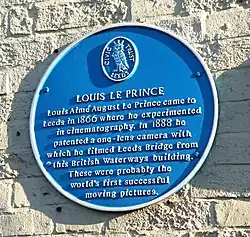 CIVIC TRUST
LEEDS
LOUIS LE PRINCE
Louis Aimé August Le Prince came to
Leeds in 1866 where he experimented
in cinematography. In 1888 he
patented a one-lens camera with
which he filmed Leeds Bridge from
this British Waterways building.
These were probably the
world's first successful
moving pictures.